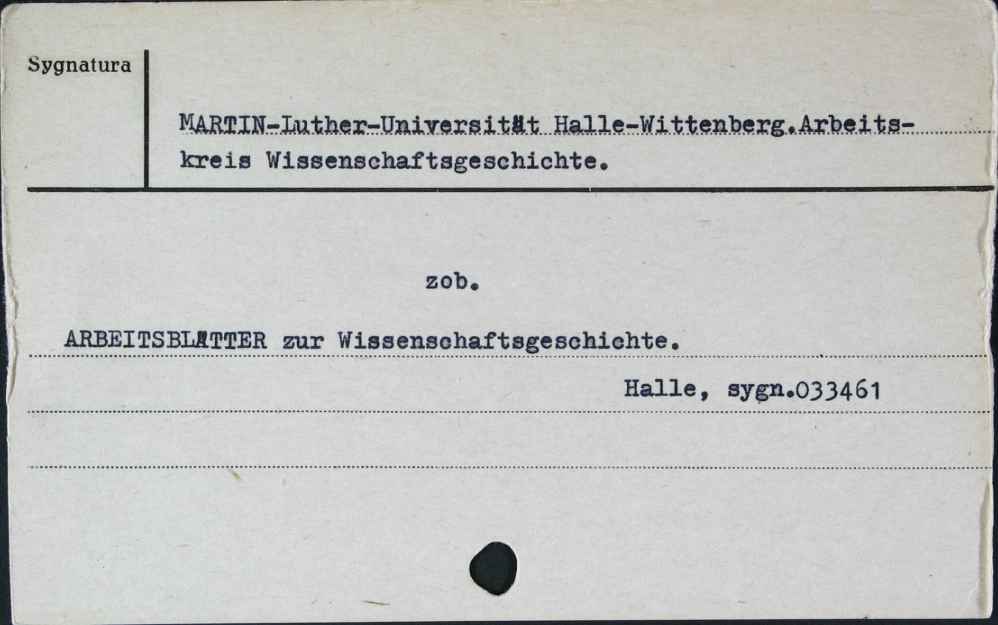 Sygnatura
MARTIN-Luther-Universität Halle-Wittenberg.Arbeits-
kreis Wissenschaftsgeschichte.
zob.
ARBEITSBLÄTTER zur Wissenschaftsgeschichte.
Halle, sygn.033461